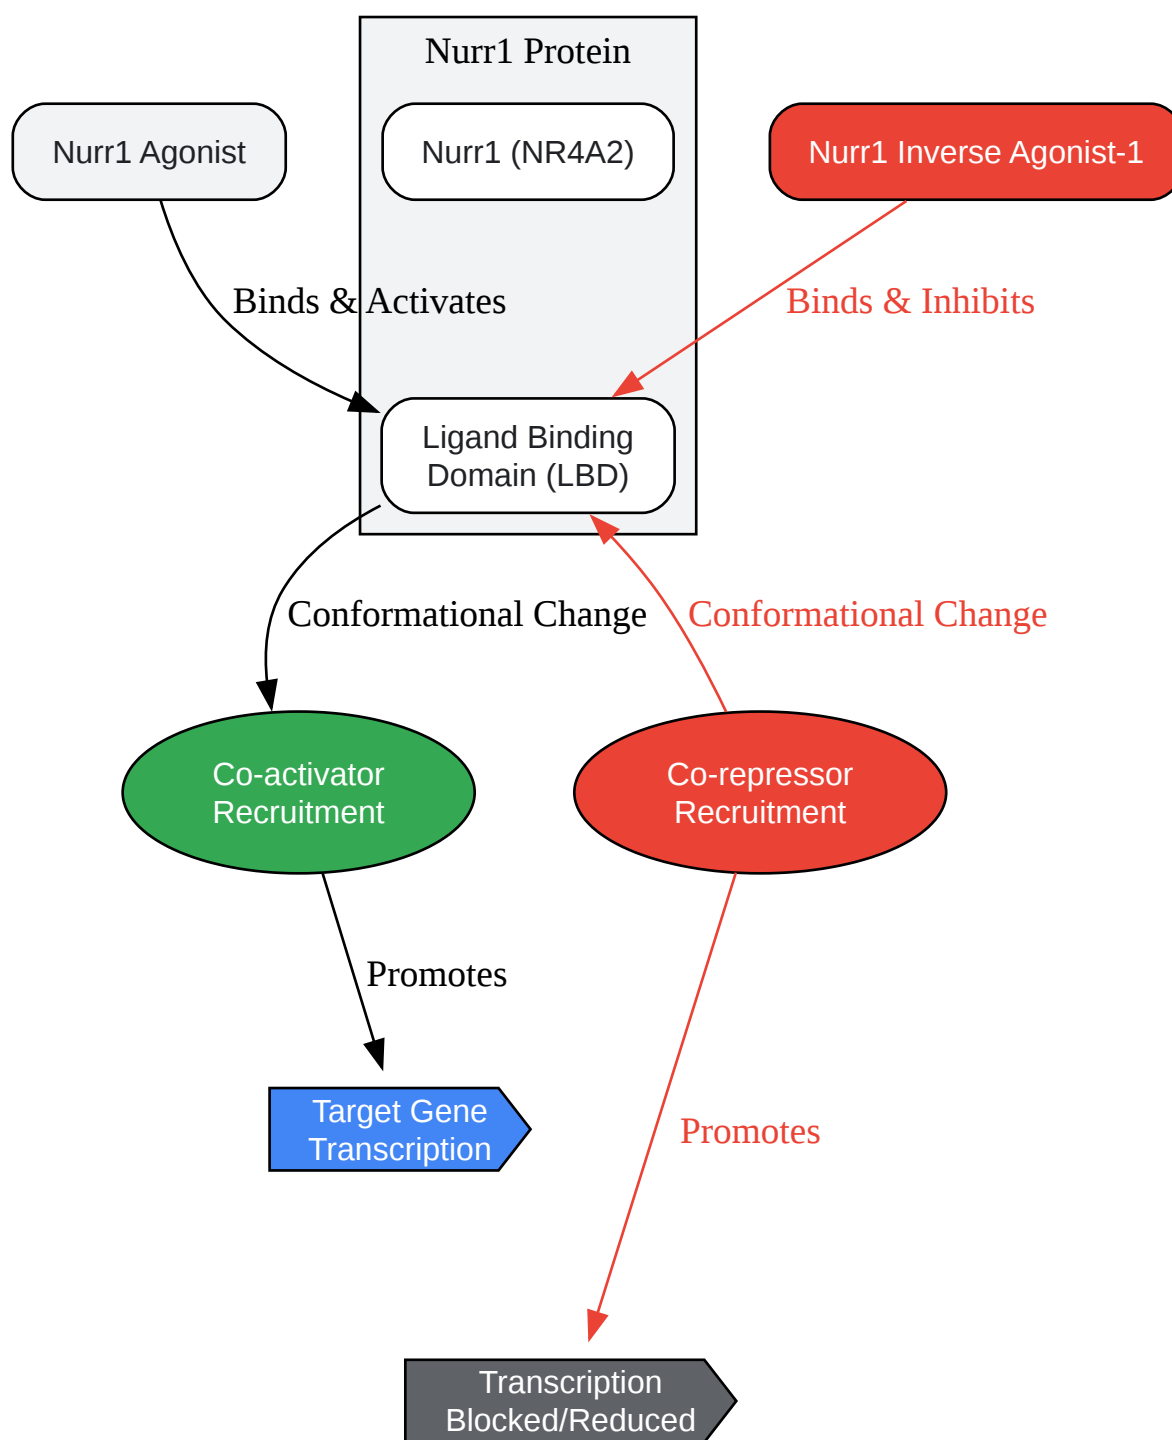 Nurr1 Protein
Nurr1 Agonist
Nurr1 (NR4A2)
Nurr1 Inverse Agonist-1
Binds & Activates
Binds & Inhibits
Ligand Binding
Domain (LBD)
Conformational Change
Conformational Change
Co-activator
Recruitment
Co-repressor
Recruitment
Promotes
Target Gene
Transcription
Promotes
Transcription
Blocked/Reduced